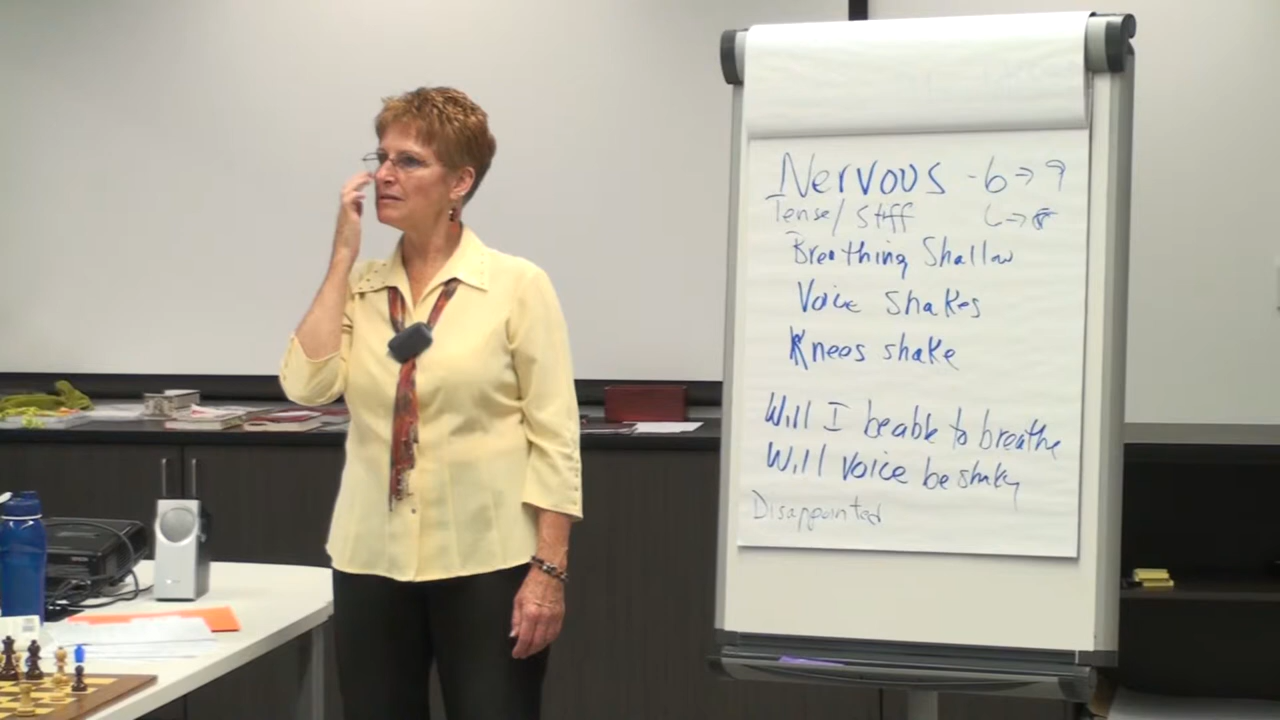 Nervous - 6 → 9
Tense/ Stiff
Breathing Shallow
Voice Shakes
Knees shake
Will I be able to breathe
Will voice be shaky
Disappointed